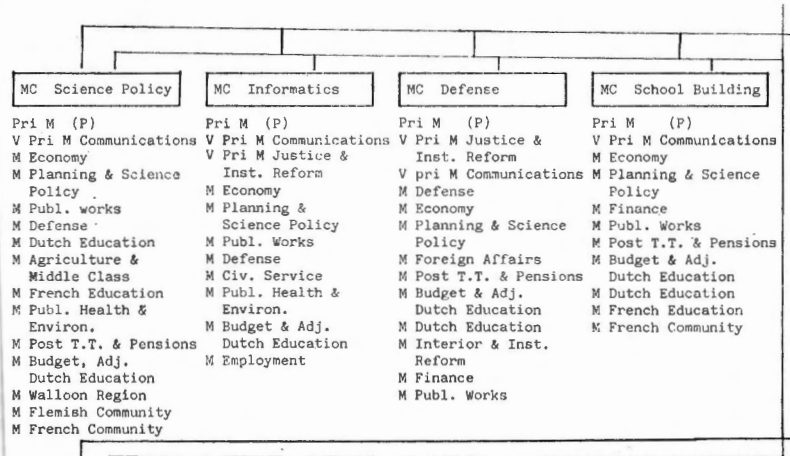 MC Science Policy
Pri M (P)
V Pri M Communications
M Economy
M Planning & Science
Policy
M Publ. works
M Defense
M Dutch Education
M Agriculture &
Middle Class
M French Education
M Publ. Health &
Environ.
M Post T.T. & Pensions
M Budget, Adj.
Dutch Education
M Walloon Region
M Flemish Community
M French Community
MC Informatics
Pri M (P)
V Pri M Communications
V Pri M Justice &
Inst. Reform
M Economy
M Planning &
Science Policy
M Publ. Works
M Defense
M Civ. Service
M Publ. Health &
Environ.
M Budget & Adj.
Dutch Education
M Employment
MC Defense
Pri M (P)
V Pri M Justice &
Inst. Reform
V pri M Communications
M Defense
M Economy
M Planning & Science
Policy
M Foreign Affairs
M Post T.T. & Pensions
M Budget & Adj.
Dutch Education
M Dutch Education
M Interior & Inst.
Reform
M Finance
M Publ. Works
MC School Building
Pri M (P)
V Pri M Communications
M Economy
M Planning & Science
Policy
M Finance
M Publ. Works
M Post T.T. & Pensions
M Budget & Adj.
Dutch Education
M Dutch Education
M French Education
M French Community